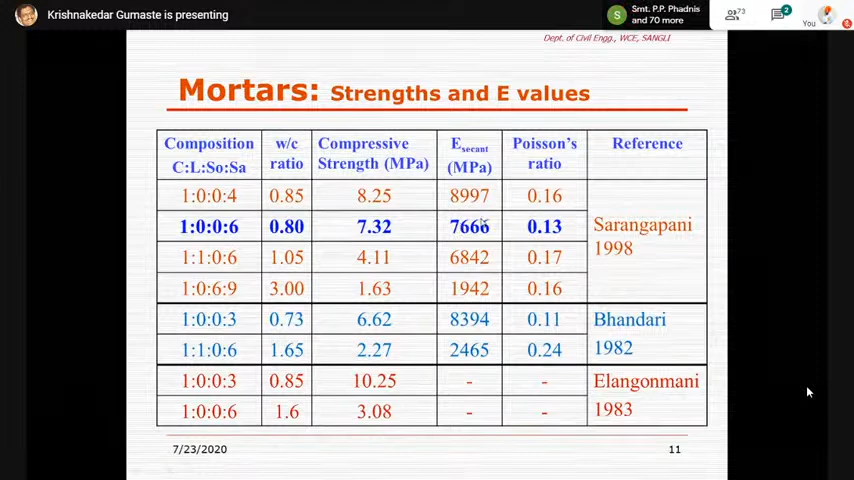 Krishnakedar Gumaste is presenting
S
Smt. P.P. Phadnis
and 70 more
73
2
You
Dept. of Civil Engg., WCE, SANGLI
Mortars: Strengths and E values
Composition C:L:So:Sa w/c ratio Compressive Strength (MPa) Esecant (MPa) Poisson's ratio Reference
1:0:0:4 0.85 8.25 8997 0.16
1:0:0:6 0.80 7.32 7666 0.13 Sarangapani 1998
1:1:0:6 1.05 4.11 6842 0.17
1:0:6:9 3.00 1.63 1942 0.16
1:0:0:3 0.73 6.62 8394 0.11 Bhandari
1:1:0:6 1.65 2.27 2465 0.24 1982
1:0:0:3 0.85 10.25 - - Elangonmani
1:0:0:6 1.6 3.08 - - 1983
7/23/2020 11